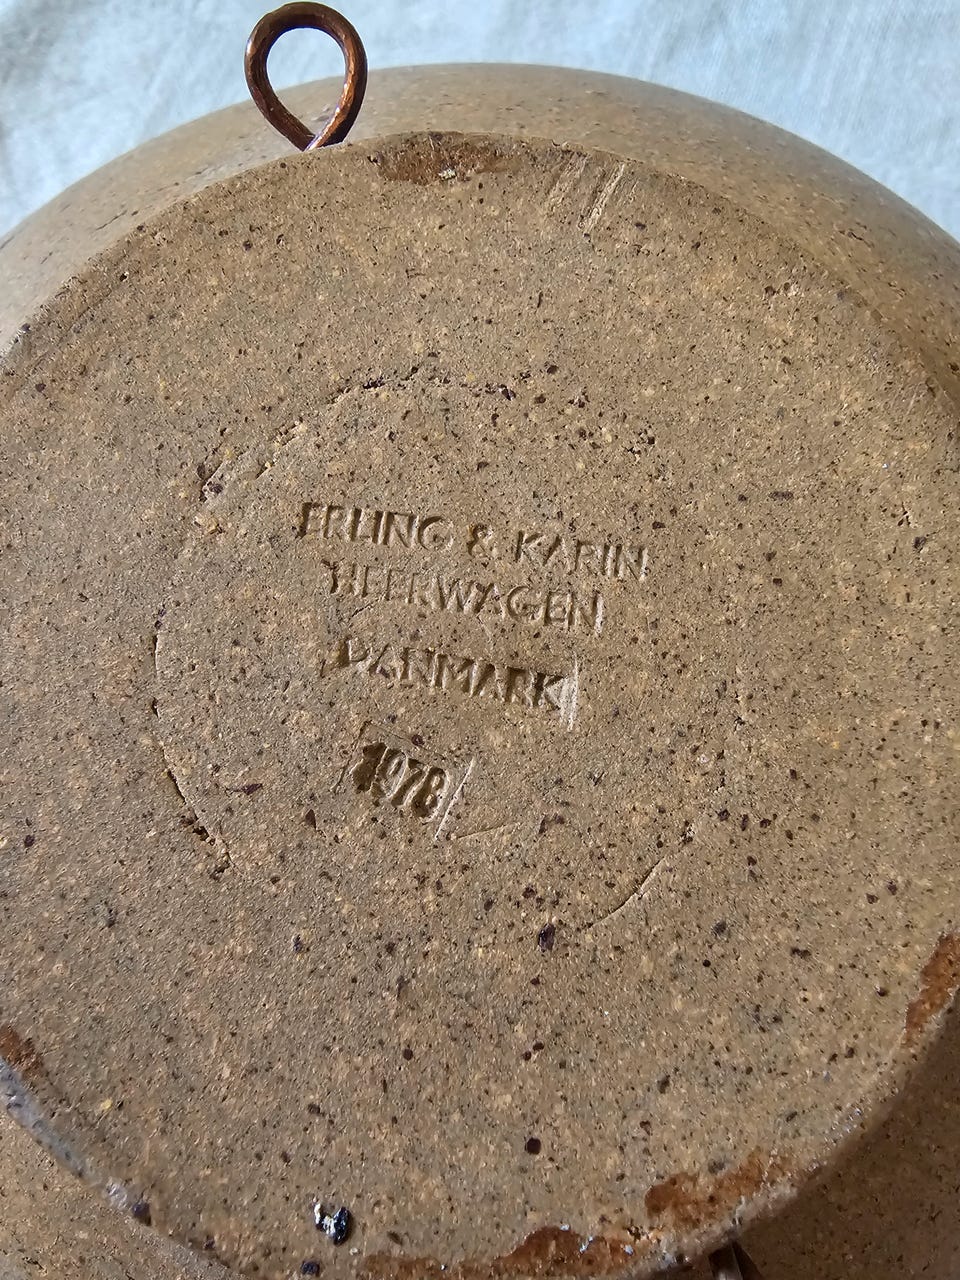 ERLING & KARIN
HEERWAGEN
DANMARK
1978